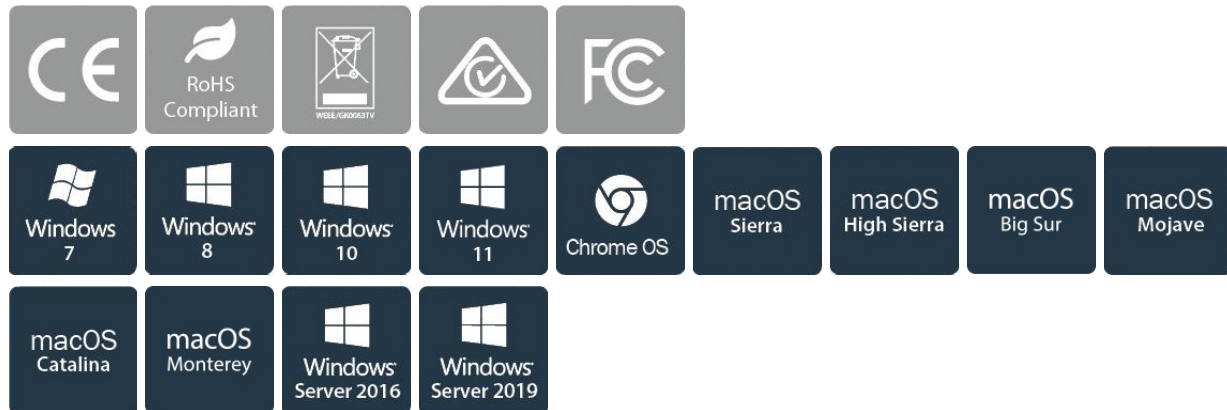 CE
RoHS
Compliant
WEEE/GK0063TV
FC
Windows
7
Windows
8
Windows
10
Windows
11
Chrome OS
macOS
Sierra
macOS
High Sierra
macOS
Big Sur
macOS
Mojave
macOS
Catalina
macOS
Monterey
Windows
Server 2016
Windows
Server 2019